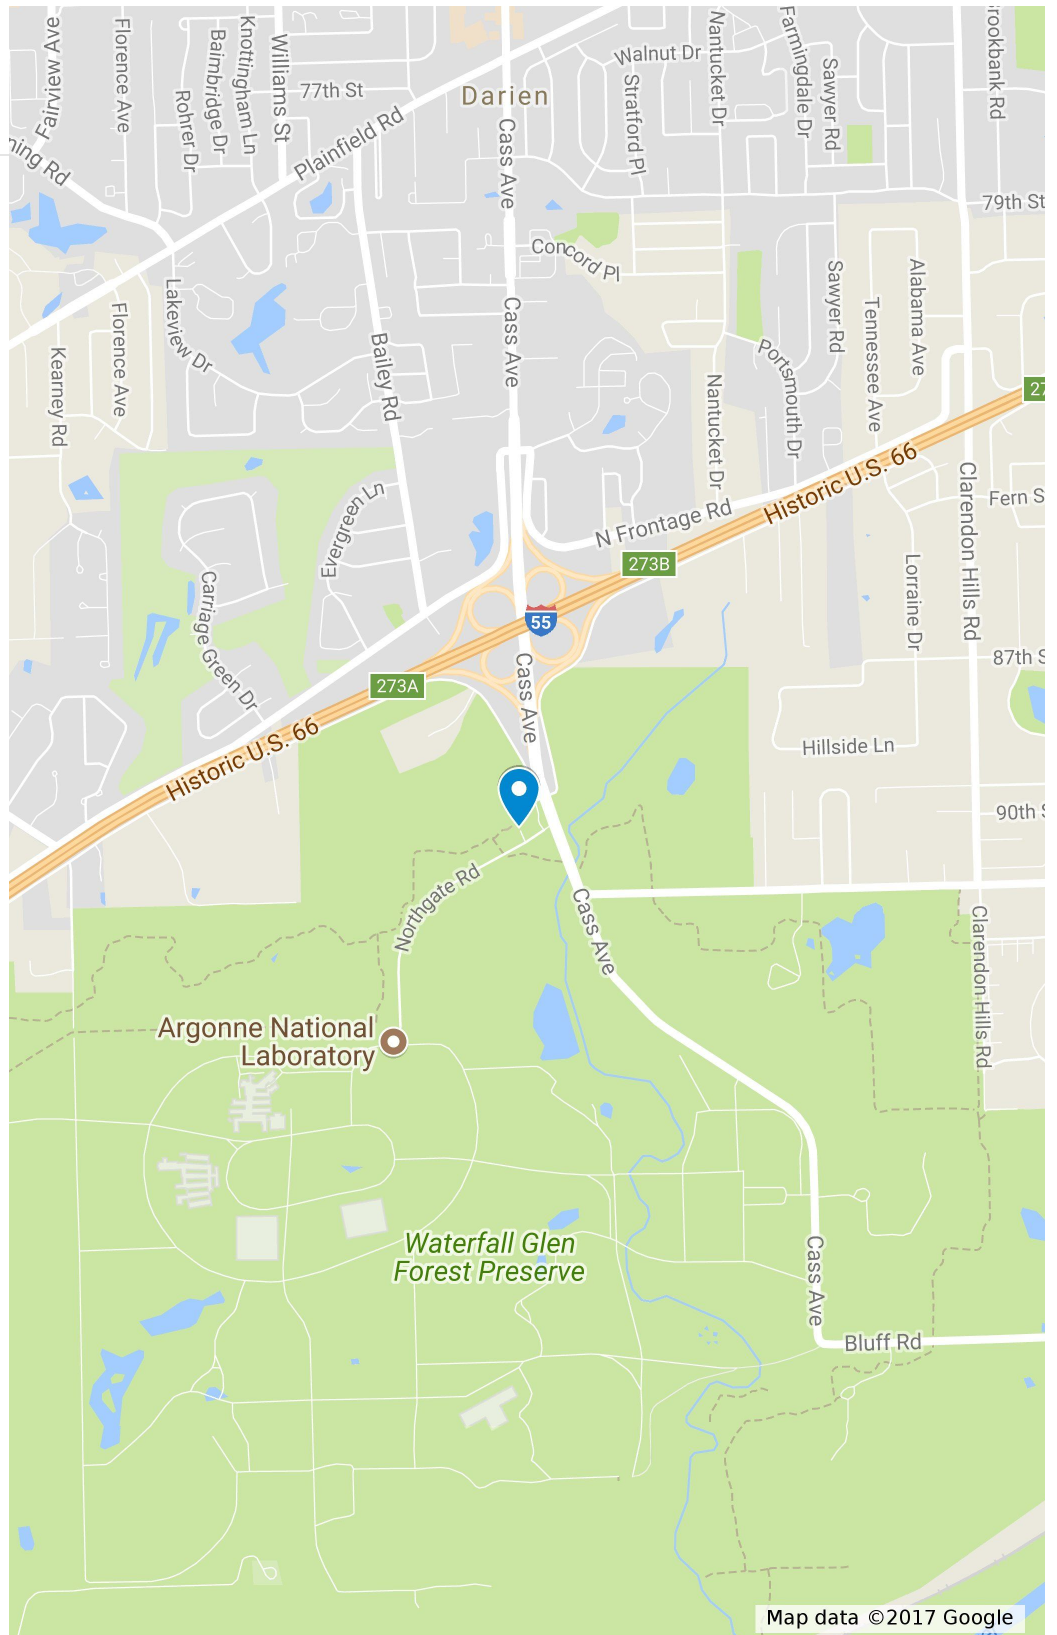 Fairview Ave
Florence Ave
Baimbridge Dr
Knottingham Ln
Williams St
Rohrer Dr
77th St
Plainfield Rd
Darien
Cass Ave
Walnut Dr
Stratford Pl
Nantucket Dr
Farmingdale Dr
Sawyer Rd
79th St
Concord Pl
Lakeview Dr
Florence Ave
Kearney Rd
Bailey Rd
Cass Ave
Nantucket Dr
Portsmouth Dr
Sawyer Rd
Tennessee Ave
Alabama Ave
27
Historic U.S. 66
Clarendon Hills Rd
Fern S
N Frontage Rd
273B
Evergreen Ln
Carriage Green Dr
55
Cass Ave
273A
Lorraine Dr
87th S
Historic U.S. 66
Hillside Ln
90th S
Northgate Rd
Cass Ave
Clarendon Hills Rd
Argonne National
Laboratory
Waterfall Glen
Forest Preserve
Cass Ave
Bluff Rd
Map data ©2017 Google